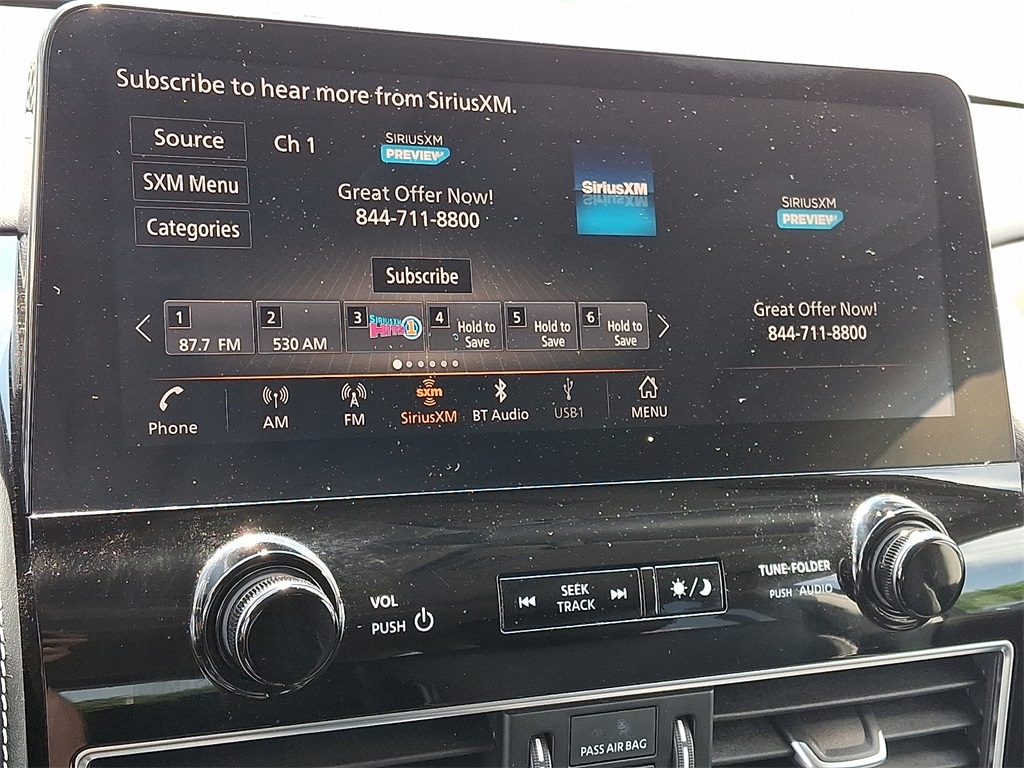 Subscribe to hear more from SiriusXM.
Source
Ch 1
SIRIUSXM
PREVIEW
SXM Menu
Great Offer Now!
844-711-8800
Categories
SiriusXM
SIRIUSXM
PREVIEW
Great Offer Now!
844-711-8800
Subscribe
1
87.7 FM
2
530 AM
3
SIRIUSXM
HITS 1
4
Hold to
Save
5
Hold to
Save
6
Hold to
Save
Phone
AM
FM
sxm
SiriusXM
BT Audio
USB1
MENU
VOL
PUSH
SEEK
TRACK
TUNE·FOLDER
PUSH AUDIO
PASS AIR BAG